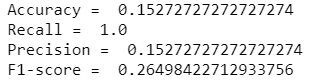 Accuracy =  0.15272727272727274
Recall =  1.0
Precision =  0.15272727272727274
F1-score =  0.26498422712933756